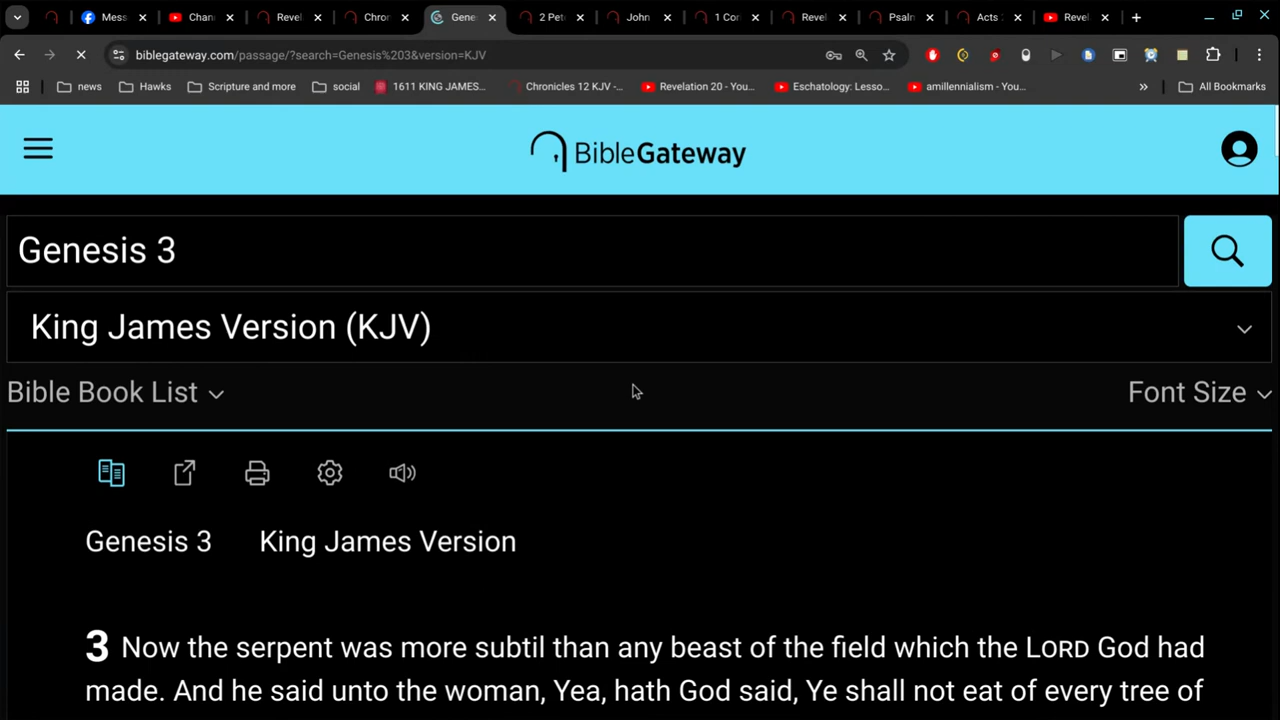 Mess
Chan
Revel
Chror
Gene
2 Pet
John
1 Cor
Revel
Psaln
Acts 2
Revel
biblegateway.com/passage/?search=Genesis%203&version=KJV
news
Hawks
Scripture and more
social
1611 KING JAMES...
Chronicles 12 KJV -...
Revelation 20 - You...
Eschatology: Lesso...
amillennialism - You...
»
All Bookmarks
BibleGateway
Genesis 3
King James Version (KJV)
Bible Book List
Font Size
Genesis 3 King James Version
3 Now the serpent was more subtil than any beast of the field which the LORD God had
made. And he said unto the woman, Yea, hath God said, Ye shall not eat of every tree of